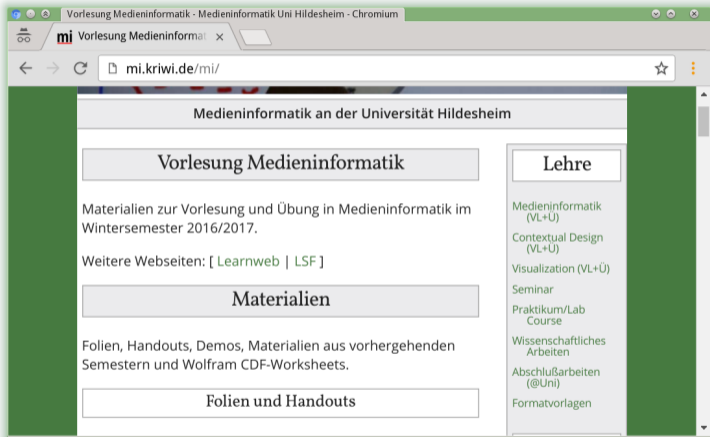 Vorlesung Medieninformatik - Medieninformatik Uni Hildesheim - Chromium
mi Vorlesung Medieninformat
mi.kriwi.de/mi/
Medieninformatik an der Universität Hildesheim
Vorlesung Medieninformatik
Materialien zur Vorlesung und Übung in Medieninformatik im
Wintersemester 2016/2017.
Weitere Webseiten: [ Learnweb | LSF ]
Materialien
Folien, Handouts, Demos, Materialien aus vorhergehenden
Semestern und Wolfram CDF-Worksheets.
Folien und Handouts
Lehre
Medieninformatik
(VL+Ü)
Contextual Design
(VL+Ü)
Visualization (VL+Ü)
Seminar
Praktikum/Lab
Course
Wissenschaftliches
Arbeiten
Abschlußarbeiten
(@Uni)
Formatvorlagen